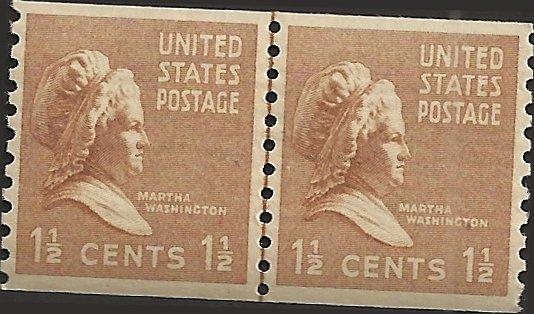 UNITED
STATES
POSTAGE
MARTHA
WASHINGTON
1½ CENTS 1½
UNITED
STATES
POSTAGE
MARTHA
WASHINGTON
1½ CENTS 1½